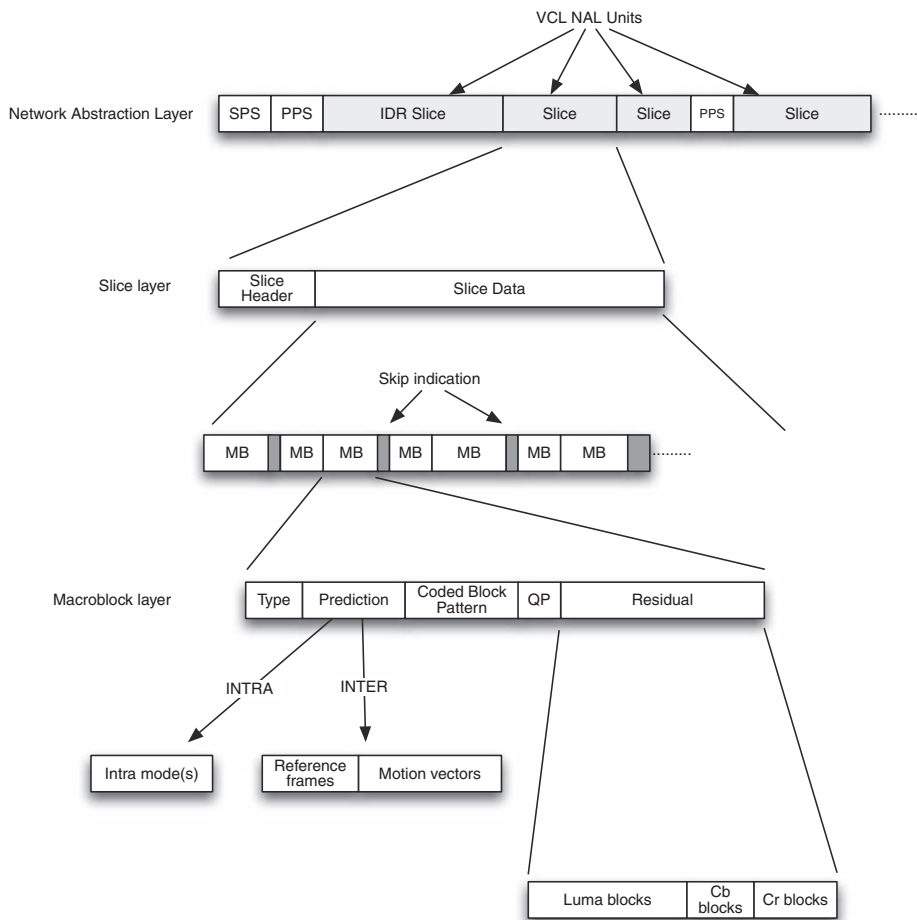 VCL NAL Units
Network Abstraction Layer
SPS PPS IDR Slice Slice Slice PPS Slice
Slice layer
Slice
Header
Slice Data
Skip indication
MB MB MB MB MB MB MB
Macroblock layer
Type Prediction
Coded Block
Pattern
QP Residual
INTRA INTER
Intra mode(s)
Reference
frames
Motion vectors
Luma blocks
Cb
blocks
Cr blocks